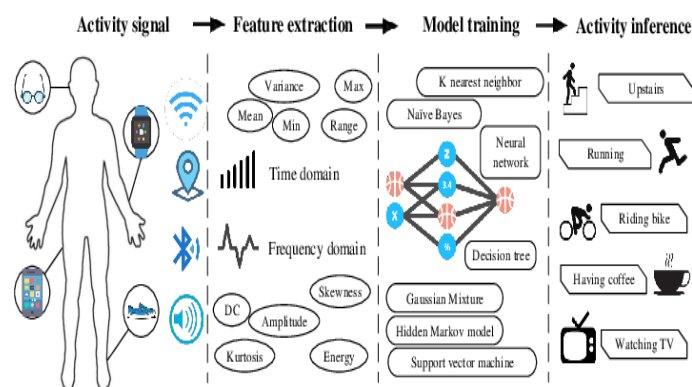 Activity signal
Feature extraction
Model training
Activity inference
Variance
Max
Mean
Min
Range
Time domain
Frequency domain
Skewness
DC
Amplitude
Kurtosis
Energy
K nearest neighbor
Naïve Bayes
Neural
network
Z
3.4
X
%
Decision tree
Gaussian Mixture
Hidden Markov model
Support vector machine
Upstairs
Running
Riding bike
Having coffee
Watching TV